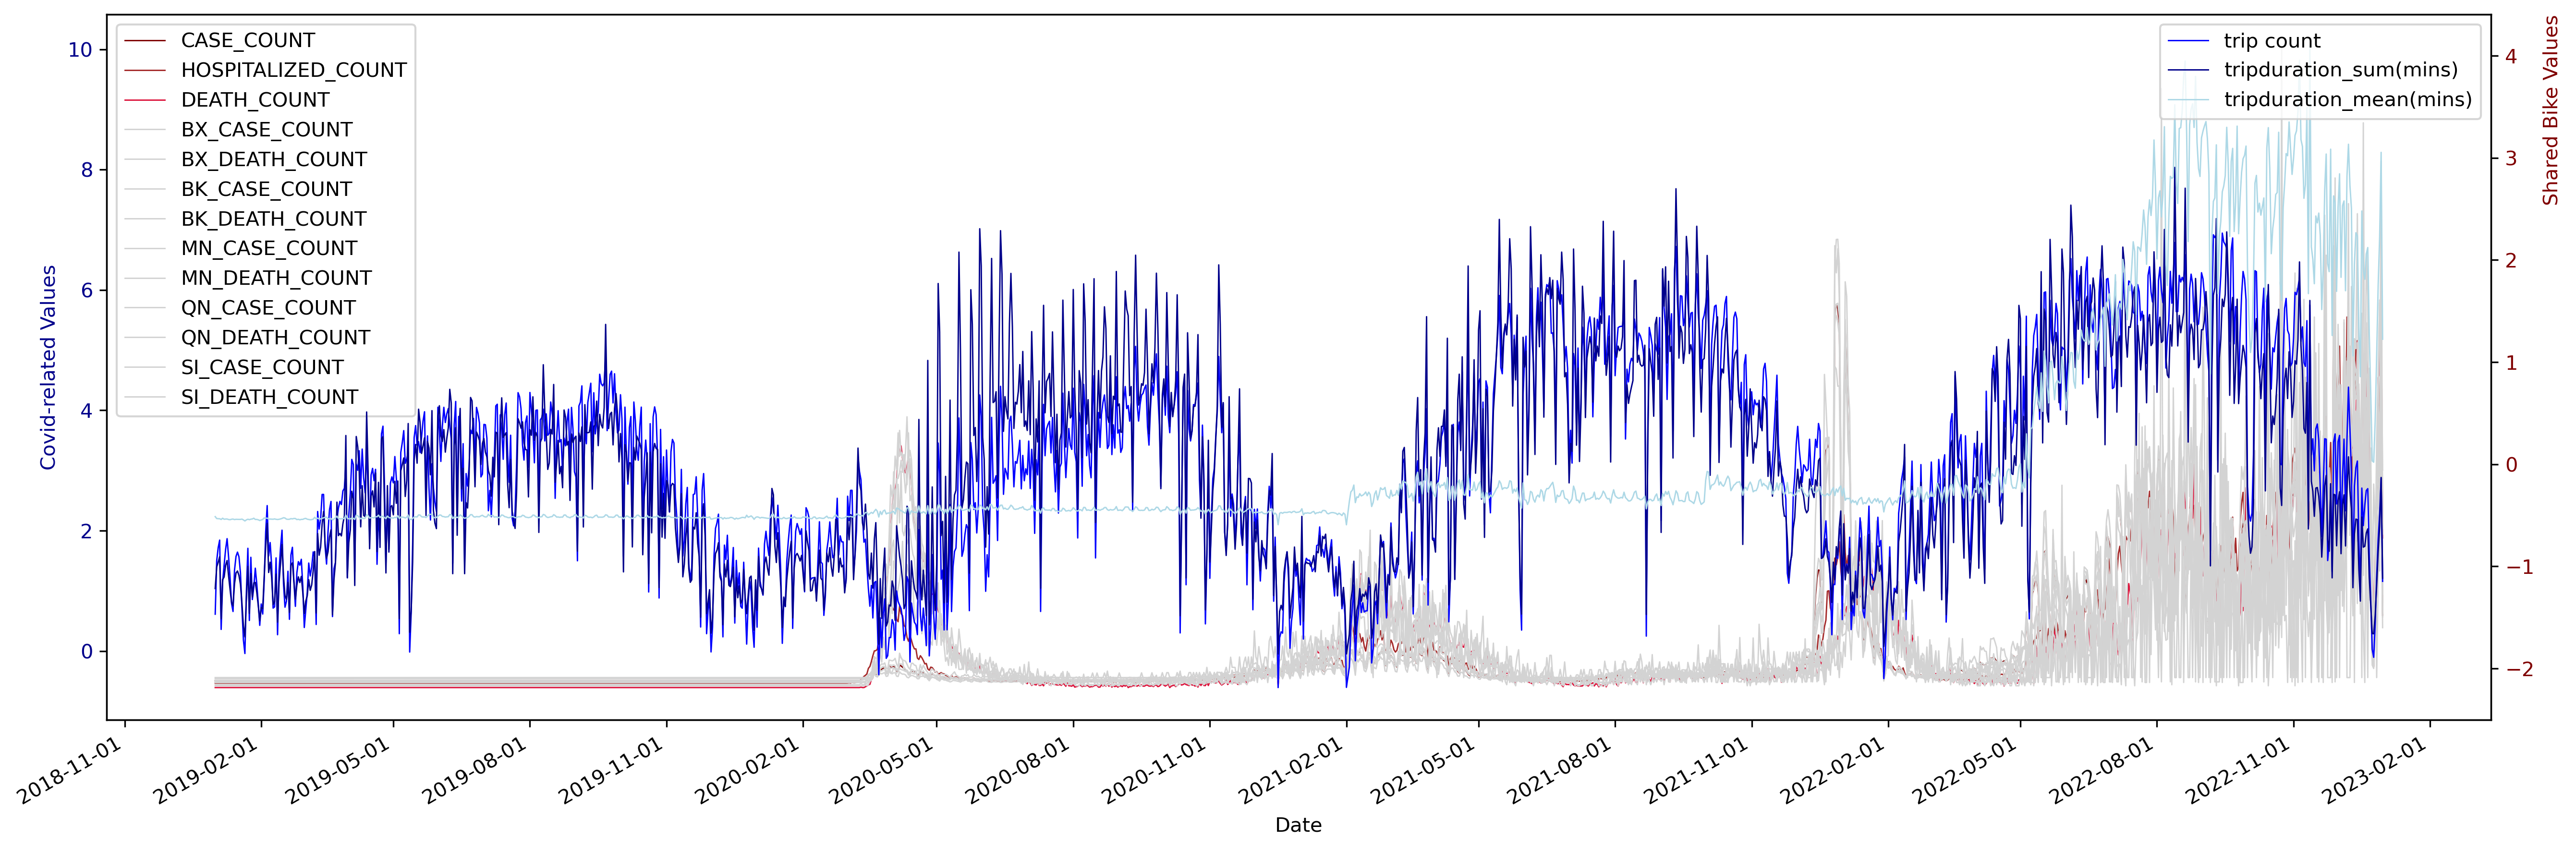 CASE_COUNT
HOSPITALIZED_COUNT
DEATH_COUNT
BX_CASE_COUNT
BX_DEATH_COUNT
BK_CASE_COUNT
BK_DEATH_COUNT
MN_CASE_COUNT
MN_DEATH_COUNT
QN_CASE_COUNT
QN_DEATH_COUNT
SI_CASE_COUNT
SI_DEATH_COUNT
trip count
tripduration_sum(mins)
tripduration_mean(mins)
Covid-related Values
10
8
6
4
2
0
Shared Bike Values
4
3
2
1
0
−1
−2
2018-11-01
2019-02-01
2019-05-01
2019-08-01
2019-11-01
2020-02-01
2020-05-01
2020-08-01
2020-11-01
2021-02-01
2021-05-01
2021-08-01
2021-11-01
2022-02-01
2022-05-01
2022-08-01
2022-11-01
2023-02-01
Date